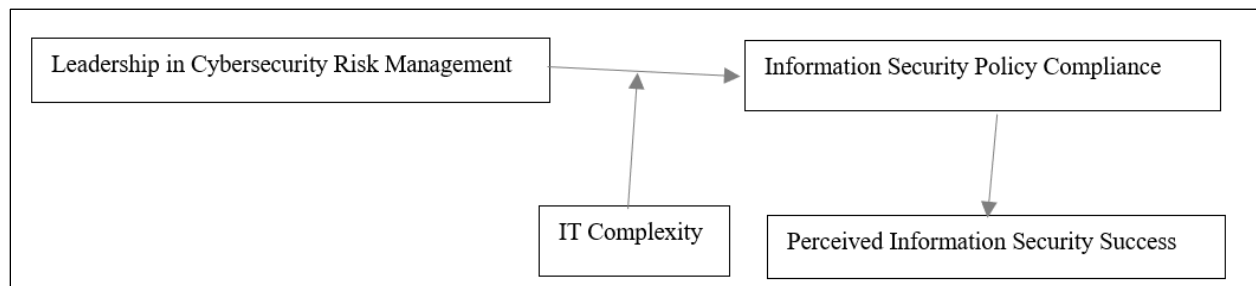 Leadership in Cybersecurity Risk Management
Information Security Policy Compliance
IT Complexity
Perceived Information Security Success